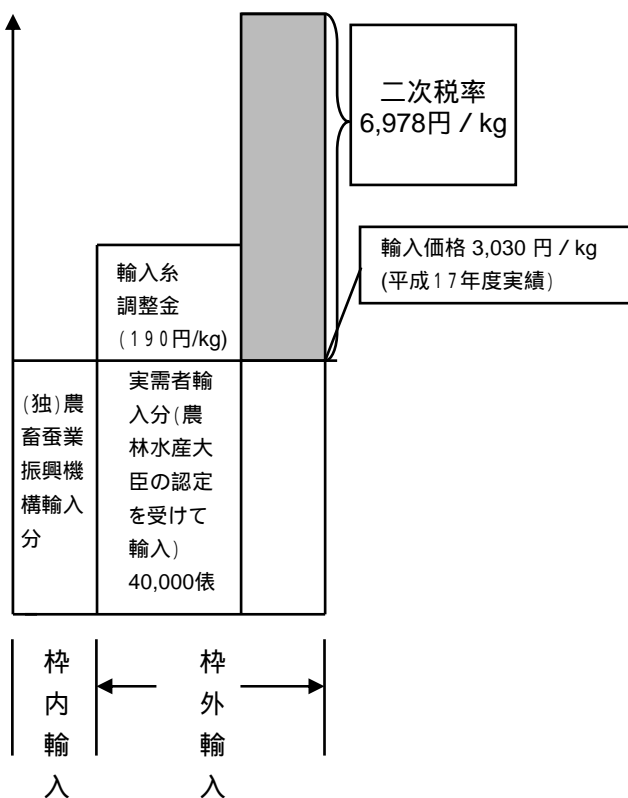 二次税率
6,978円 / kg
輸入価格 3,030 円 / kg
(平成17年度実績)
輸入糸
調整金
(190円/kg)
(独)農
畜蚕業
振興機
構輸入
分
実需者輸
入分(農
林水産大
臣の認定
を受けて
輸入)
40,000俵
枠内輸入
枠外輸入